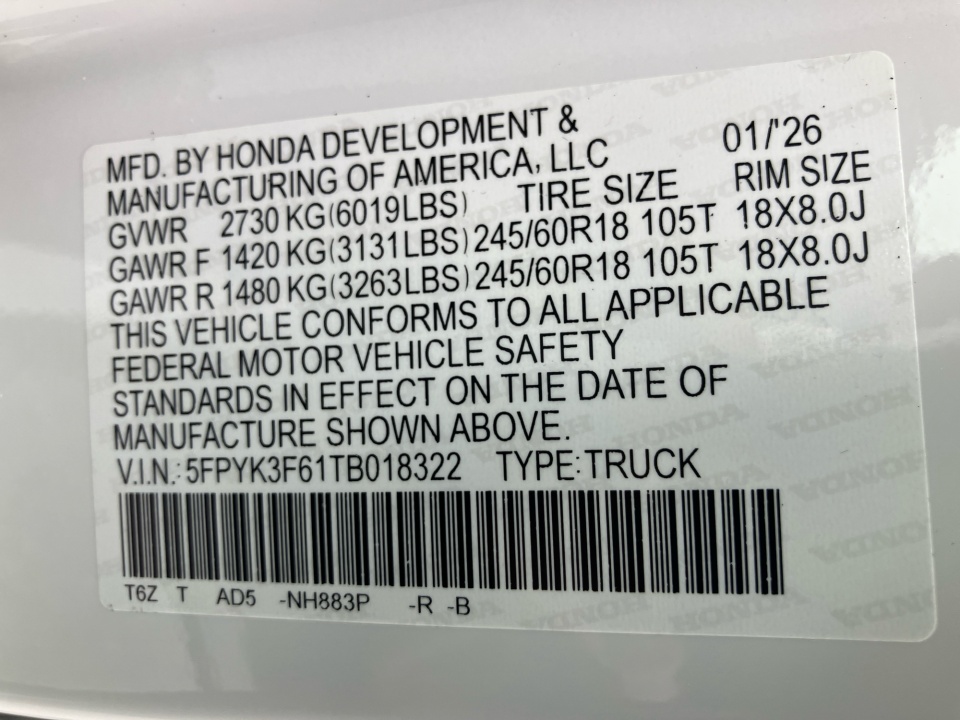 MFD. BY HONDA DEVELOPMENT & 01/'26
MANUFACTURING OF AMERICA, LLC
GVWR 2730 KG(6019LBS) TIRE SIZE RIM SIZE
GAWR F 1420 KG(3131LBS) 245/60R18 105T 18X8.0J
GAWR R 1480 KG(3263LBS) 245/60R18 105T 18X8.0J
THIS VEHICLE CONFORMS TO ALL APPLICABLE
FEDERAL MOTOR VEHICLE SAFETY
STANDARDS IN EFFECT ON THE DATE OF
MANUFACTURE SHOWN ABOVE.
V.I.N.: 5FPYK3F61TB018322 TYPE:TRUCK
T6Z T AD5 -NH883P -R -B